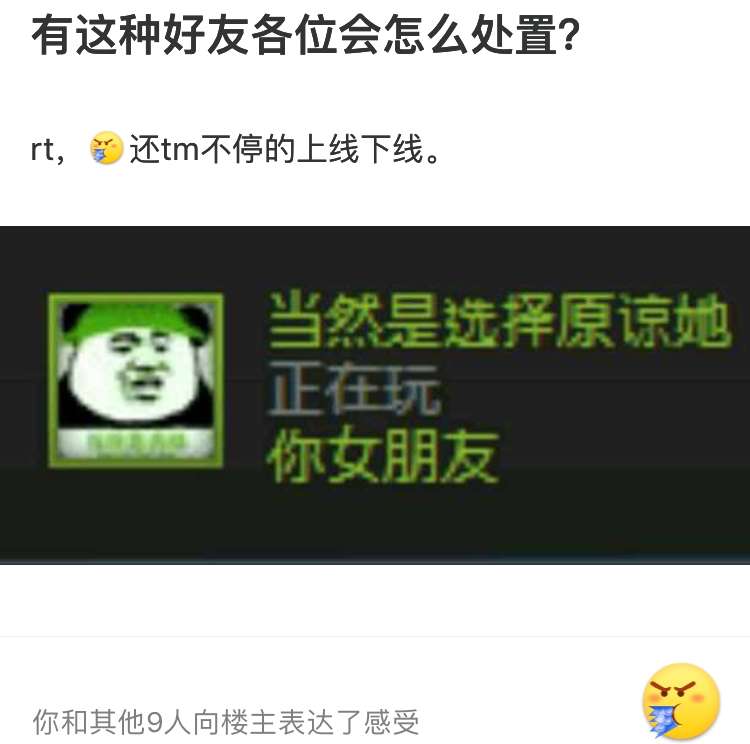 有这种好友各位会怎么处置？
rt，还tm不停的上线下线。
当然是选择原谅她
正在玩
你女朋友
你和其他9人向楼主表达了感受